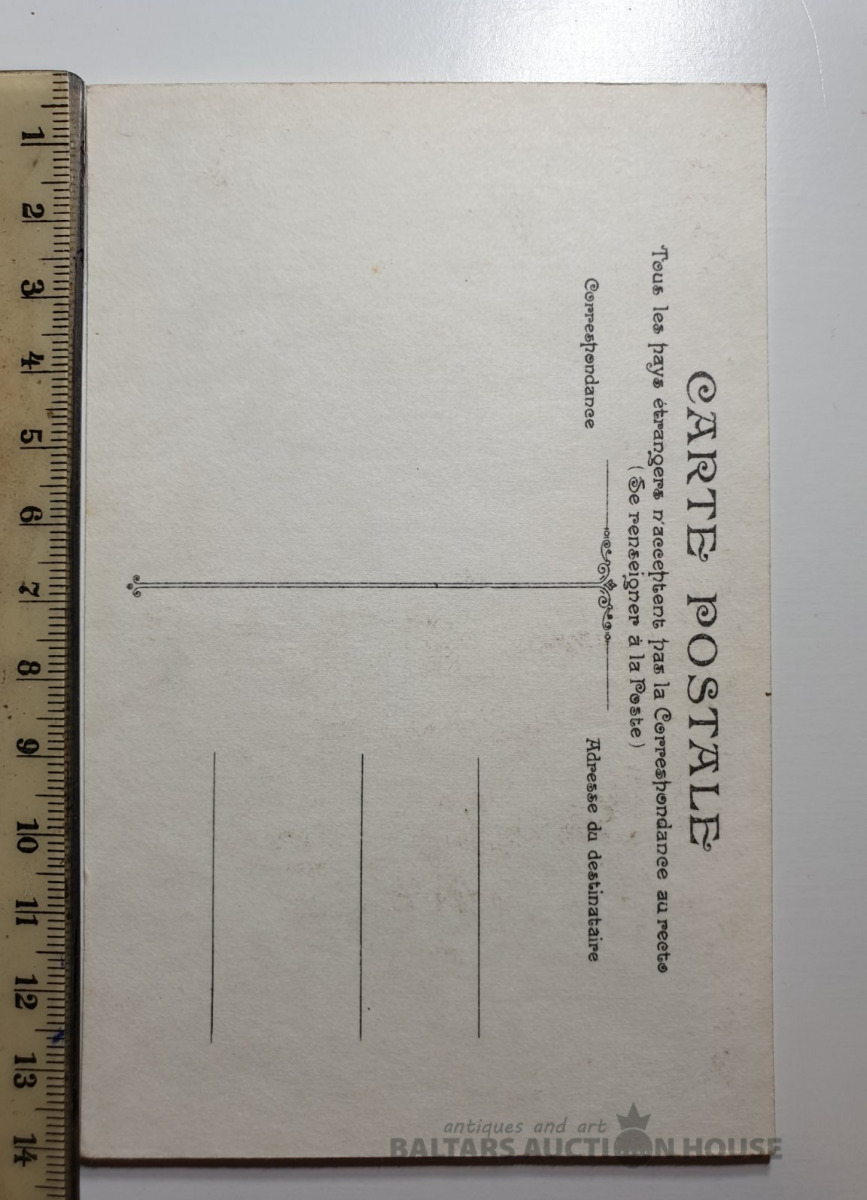 CARTE POSTALE
Tous les pays étrangers n'acceptent pas la Correspondance au recto
(Se renseigner à la Poste)
Correspondance
Adresse du destinataire
1 2 3 4 5 6 7 8 9 10 11 12 13 14
antiques and art
BALTARS AUCTION HOUSE